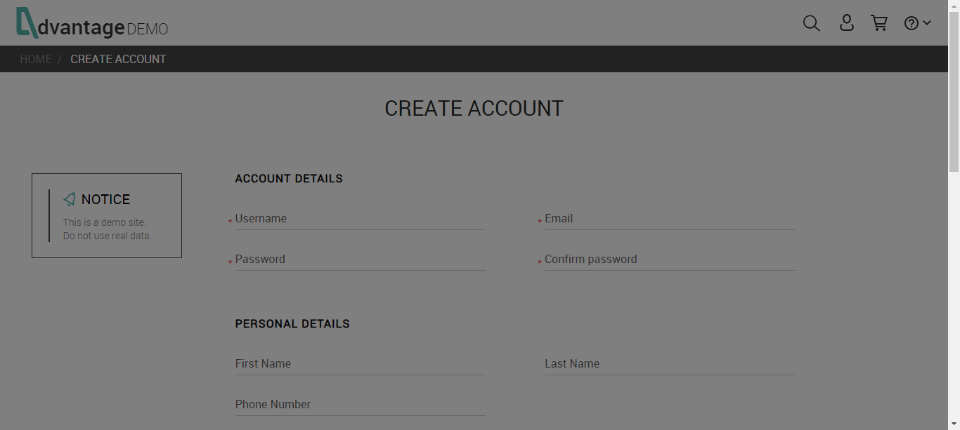 dvantage DEMO
HOME / CREATE ACCOUNT
CREATE ACCOUNT
NOTICE
This is a demo site.
Do not use real data.
ACCOUNT DETAILS
* Username
* Email
* Password
* Confirm password
PERSONAL DETAILS
First Name
Last Name
Phone Number